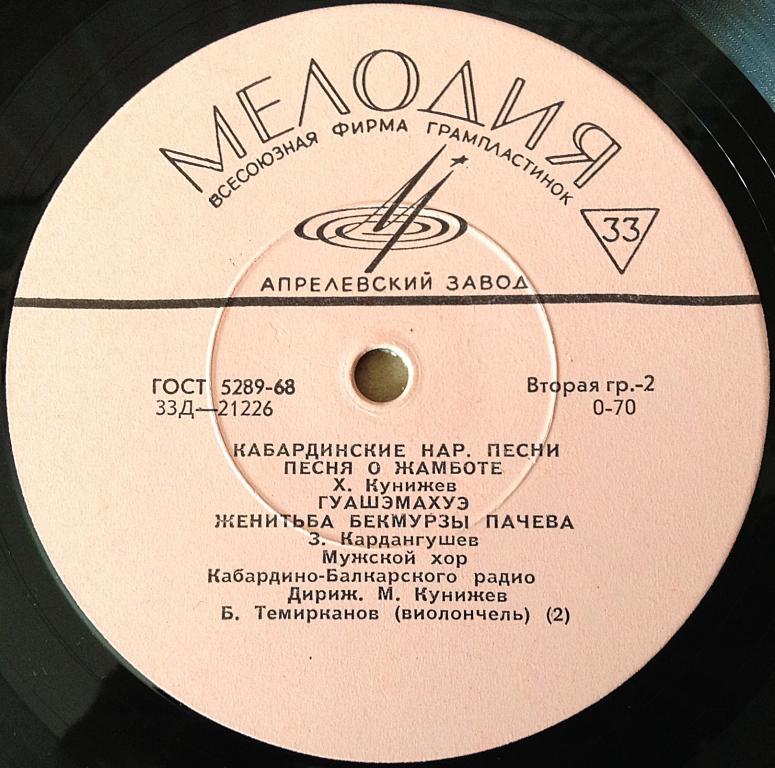 МЕЛОДИЯ
ВСЕСОЮЗНАЯ ФИРМА ГРАМПЛАСТИНОК
33
АПРЕЛЕВСКИЙ ЗАВОД
ГОСТ 5289-68
Вторая гр.-2
33Д—21226
0-70
КАБАРДИНСКИЕ НАР. ПЕСНИ
ПЕСНЯ О ЖАМБОТЕ
Х. Кунижев
ГУАШЭМАХУЭ
ЖЕНИТЬБА БЕКМУРЗЫ ПАЧЕВА
З. Кардангушев
Мужской хор
Кабардино-Балкарского радио
Дириж. М. Кунижев
Б. Темирканов (виолончель) (2)